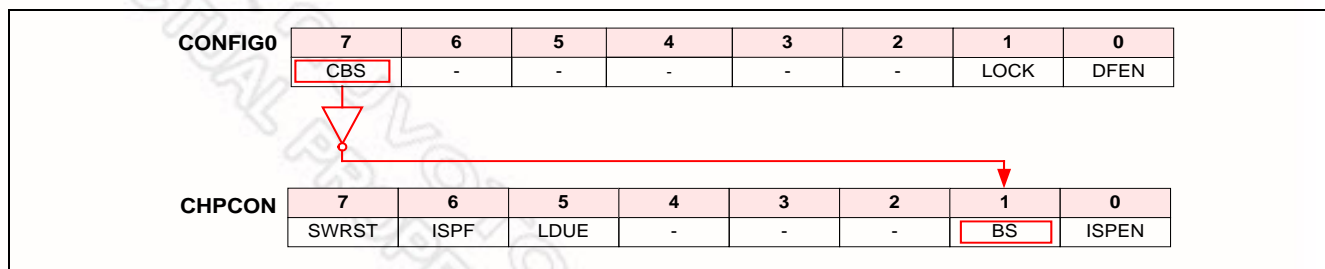 CONFIG0 7 6 5 4 3 2 1 0
CBS - - - - - LOCK DFEN
CHPCON 7 6 5 4 3 2 1 0
SWRST ISPF LDUE - - - BS ISPEN